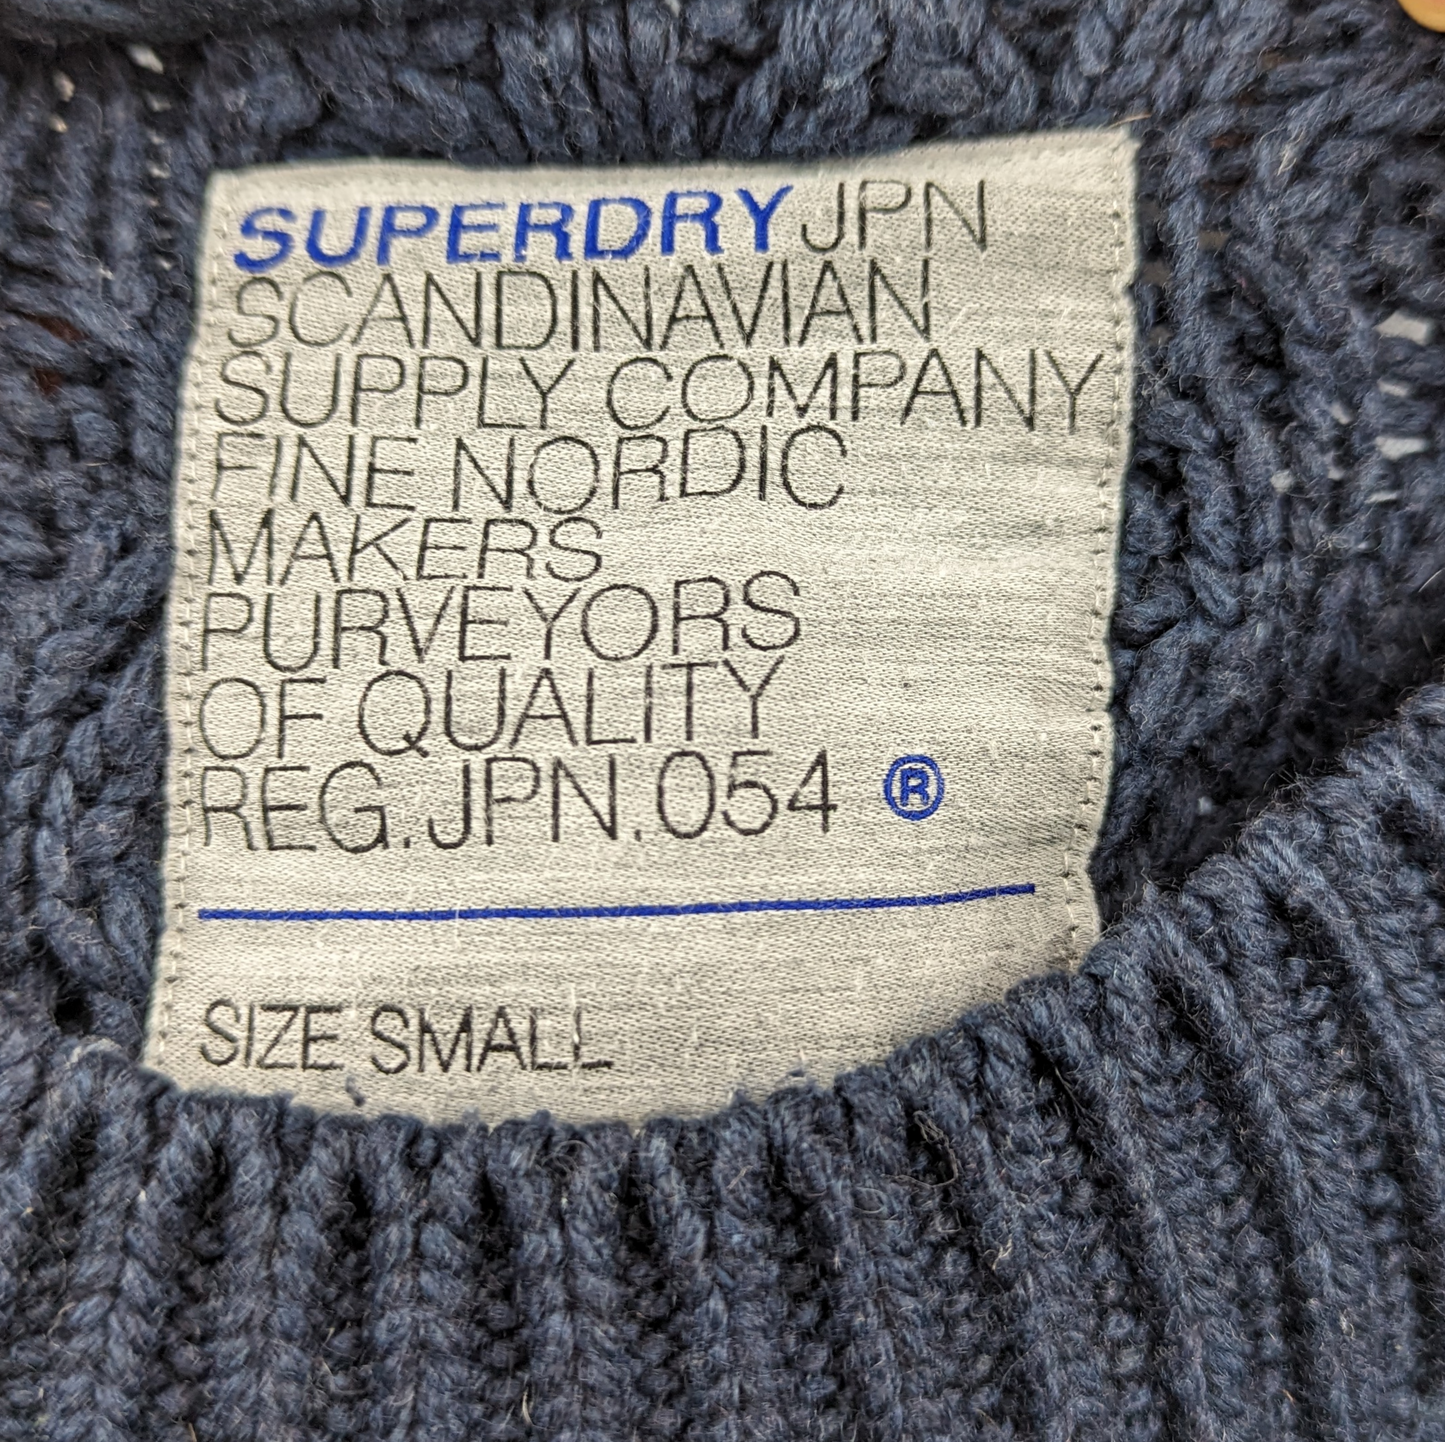 SUPERDRY JPN
SCANDINAVIAN
SUPPLY COMPANY
FINE NORDIC
MAKERS
PURVEYORS
OF QUALITY
REG.JPN.054 ®
SIZE SMALL